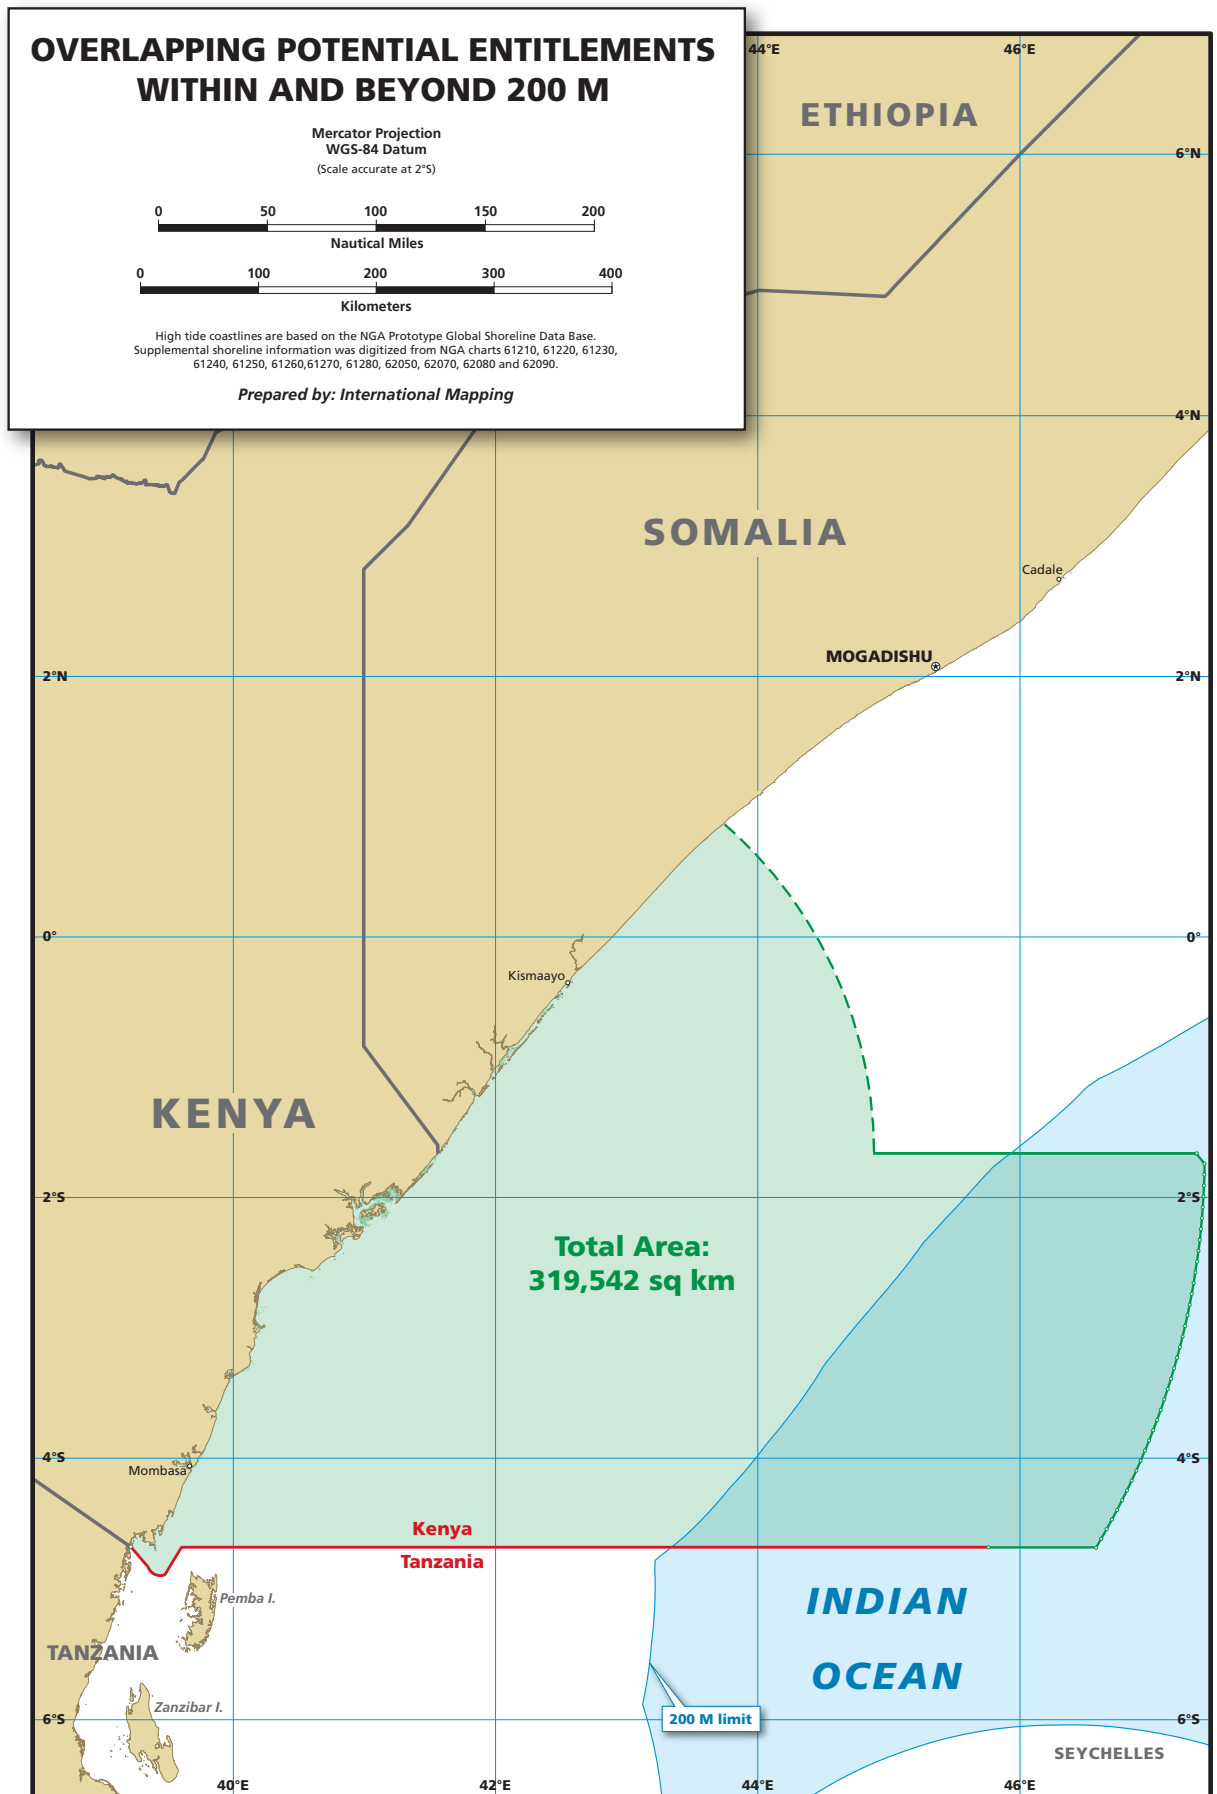 OVERLAPPING POTENTIAL ENTITLEMENTS
WITHIN AND BEYOND 200 M
Mercator Projection
WGS-84 Datum
(Scale accurate at 2°S)
0 50 100 150 200
Nautical Miles
0 100 200 300 400
Kilometers
High tide coastlines are based on the NGA Prototype Global Shoreline Data Base.
Supplemental shoreline information was digitized from NGA charts 61210, 61220, 61230,
61240, 61250, 61260,61270, 61280, 62050, 62070, 62080 and 62090.
Prepared by: International Mapping
44°E 46°E
ETHIOPIA
6°N
4°N
SOMALIA
Cadale
MOGADISHU
2°N 2°N
0° 0°
Kismaayo
KENYA
2°S 2°S
Total Area:
319,542 sq km
4°S 4°S
Mombasa
Kenya
Tanzania
Pemba I.
INDIAN
OCEAN
TANZANIA
Zanzibar I.
200 M limit
6°S 6°S
SEYCHELLES
40°E 42°E 44°E 46°E